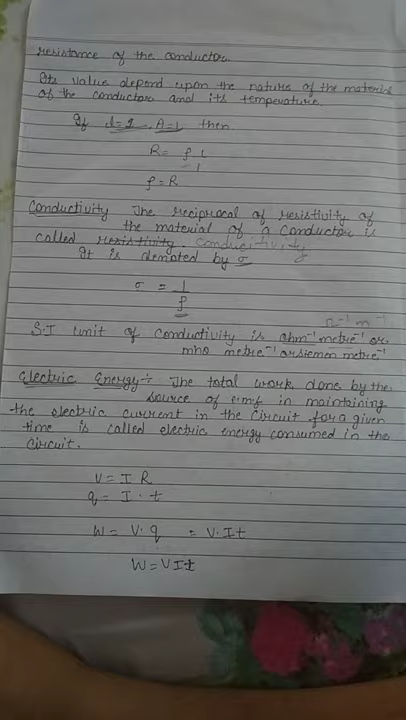 resistance of the conductor.
Its value depend upon the nature of the material
of the conductor and its temperature.
If l=1, A=1 then
R= ρ 1
1
ρ=R
Conductivity The reciprocal of resistivity of
the material of a conductor is
called resistivity. conductivity
It is denoted by σ
σ = 1
ρ
Ω⁻¹ m⁻¹
S.I unit of conductivity is ohm⁻¹ metre⁻¹ or
mho metre⁻¹ or siemen metre⁻¹
Electric Energy:- The total work done by the
source of emf in maintaining
the electric current in the circuit for a given
time is called electric energy consumed in the
circuit.
V = I R
q = I · t
W = V. q = V. It
W = VIt